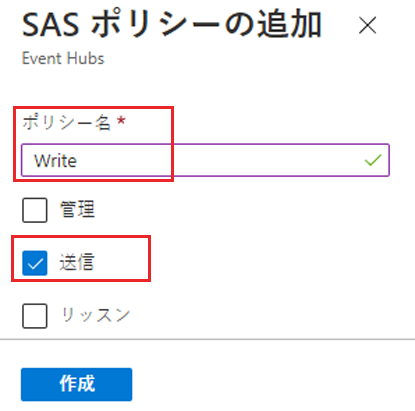 SAS ポリシーの追加
Event Hubs
ポリシー名 *
Write
管理
送信
リッスン
作成